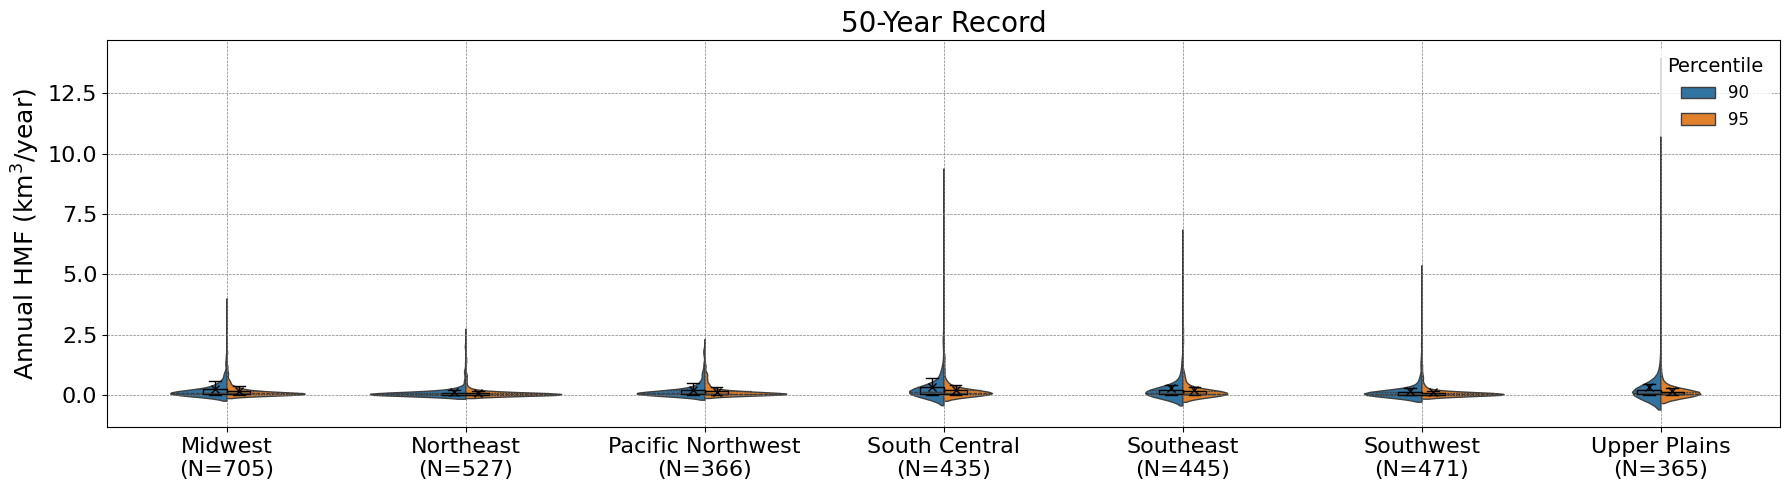 50-Year Record
Annual HMF (km³/year)
12.5
10.0
7.5
5.0
2.5
0.0
Percentile
90
95
Midwest
(N=705)
Northeast
(N=527)
Pacific Northwest
(N=366)
South Central
(N=435)
Southeast
(N=445)
Southwest
(N=471)
Upper Plains
(N=365)